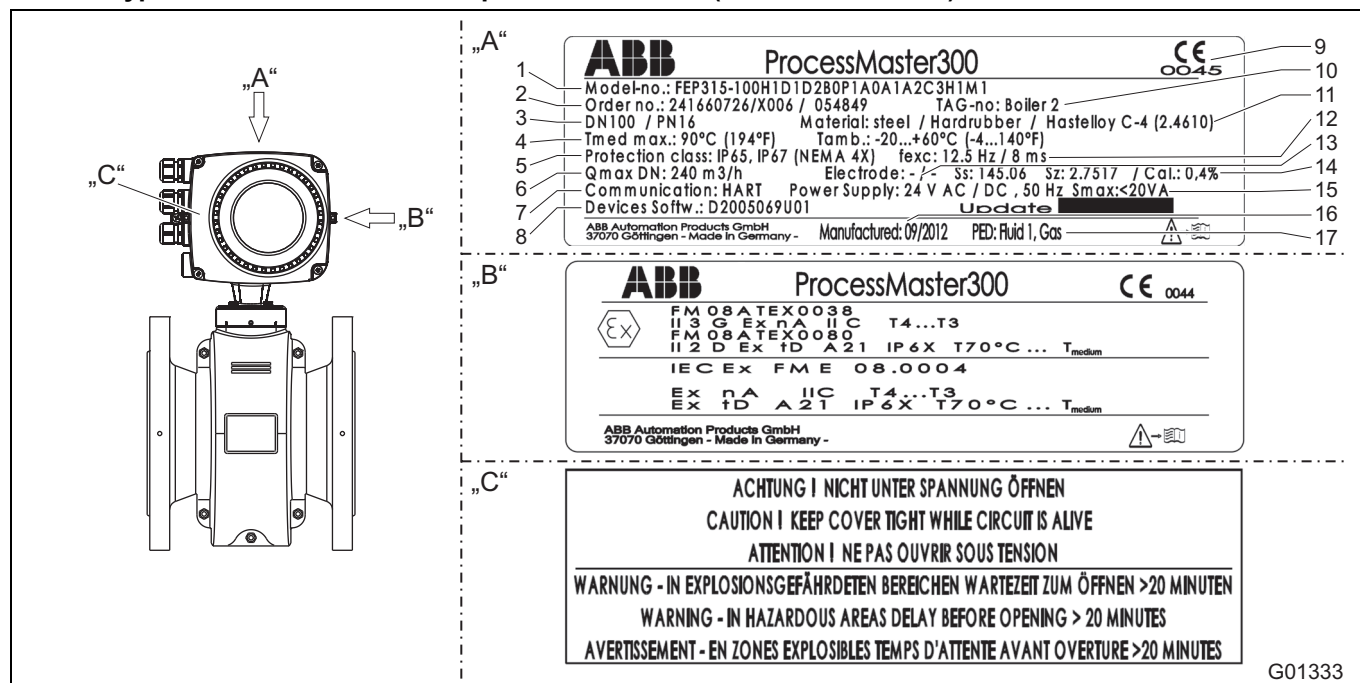 „A“
„C“
„B“
„A“
ABB ProcessMaster300 CE 0045
Model-no.: FEP315-100H1D1D2B0P1A0A1A2C3H1M1
Order no.: 241660726/X006 / 054849 TAG-no: Boiler 2
DN100 / PN16 Material: steel / Hardrubber / Hastelloy C-4 (2.4610)
Tmed max.: 90°C (194°F) Tamb.: -20...+60°C (-4...140°F)
Protection class: IP65, IP67 (NEMA 4X) fexc: 12.5 Hz / 8 ms
Qmax DN: 240 m3/h Electrode: - / - Ss: 145.06 Sz: 2.7517 / Cal.: 0,4%
Communication: HART Power Supply: 24 V AC / DC , 50 Hz Smax:<20VA
Devices Softw.: D2005069U01 Update
ABB Automation Products GmbH
37070 Göttingen - Made in Germany - Manufactured: 09/2012 PED: Fluid 1, Gas
1
2
3
4
5
6
7
8
9
10
11
12
13
14
15
16
17
„B“
ABB ProcessMaster300 CE 0044
Ex
FM 08ATEX0038
II 3 G Ex nA IIC T4...T3
FM 08ATEX0080
II 2 D Ex tD A21 IP6X T70°C ... Tmedium
IECEx FME 08.0004
Ex nA IIC T4...T3
Ex tD A21 IP6X T70°C ... Tmedium
ABB Automation Products GmbH
37070 Göttingen - Made in Germany -
„C“
ACHTUNG ! NICHT UNTER SPANNUNG ÖFFNEN
CAUTION ! KEEP COVER TIGHT WHILE CIRCUIT IS ALIVE
ATTENTION ! NE PAS OUVRIR SOUS TENSION
WARNUNG - IN EXPLOSIONSGEFÄHRDETEN BEREICHEN WARTEZEIT ZUM ÖFFNEN >20 MINUTEN
WARNING - IN HAZARDOUS AREAS DELAY BEFORE OPENING > 20 MINUTES
AVERTISSEMENT - EN ZONES EXPLOSIBLES TEMPS D'ATTENTE AVANT OVERTURE >20 MINUTES
G01333